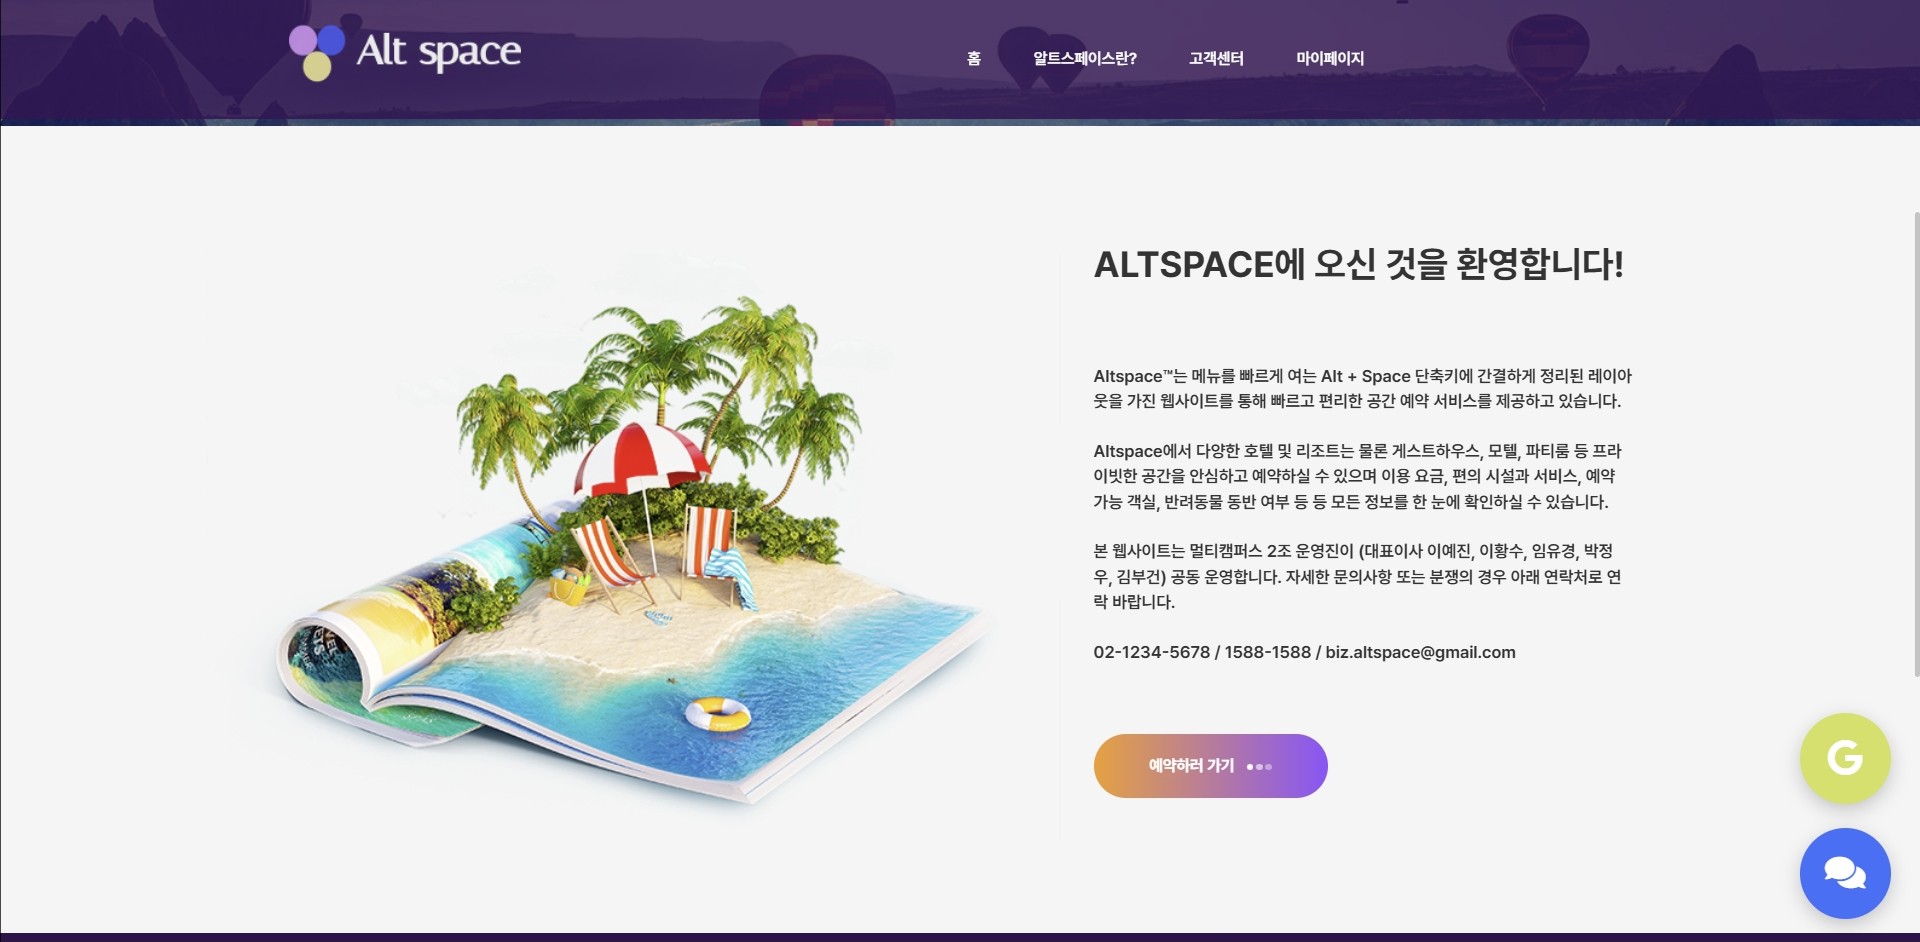 Alt space
홈 알트스페이스란? 고객센터 마이페이지
ALTSPACE에 오신 것을 환영합니다!
Altspace™는 메뉴를 빠르게 여는 Alt + Space 단축키에 간결하게 정리된 레이아
웃을 가진 웹사이트를 통해 빠르고 편리한 공간 예약 서비스를 제공하고 있습니다.
Altspace에서 다양한 호텔 및 리조트는 물론 게스트하우스, 모텔, 파티룸 등 프라
이빗한 공간을 안심하고 예약하실 수 있으며 이용 요금, 편의 시설과 서비스, 예약
가능 객실, 반려동물 동반 여부 등 등 모든 정보를 한 눈에 확인하실 수 있습니다.
본 웹사이트는 멀티캠퍼스 2조 운영진이 (대표이사 이예진, 이황수, 임유경, 박정
우, 김부건) 공동 운영합니다. 자세한 문의사항 또는 분쟁의 경우 아래 연락처로 연
락 바랍니다.
02-1234-5678 / 1588-1588 / biz.altspace@gmail.com
예약하러 가기
G